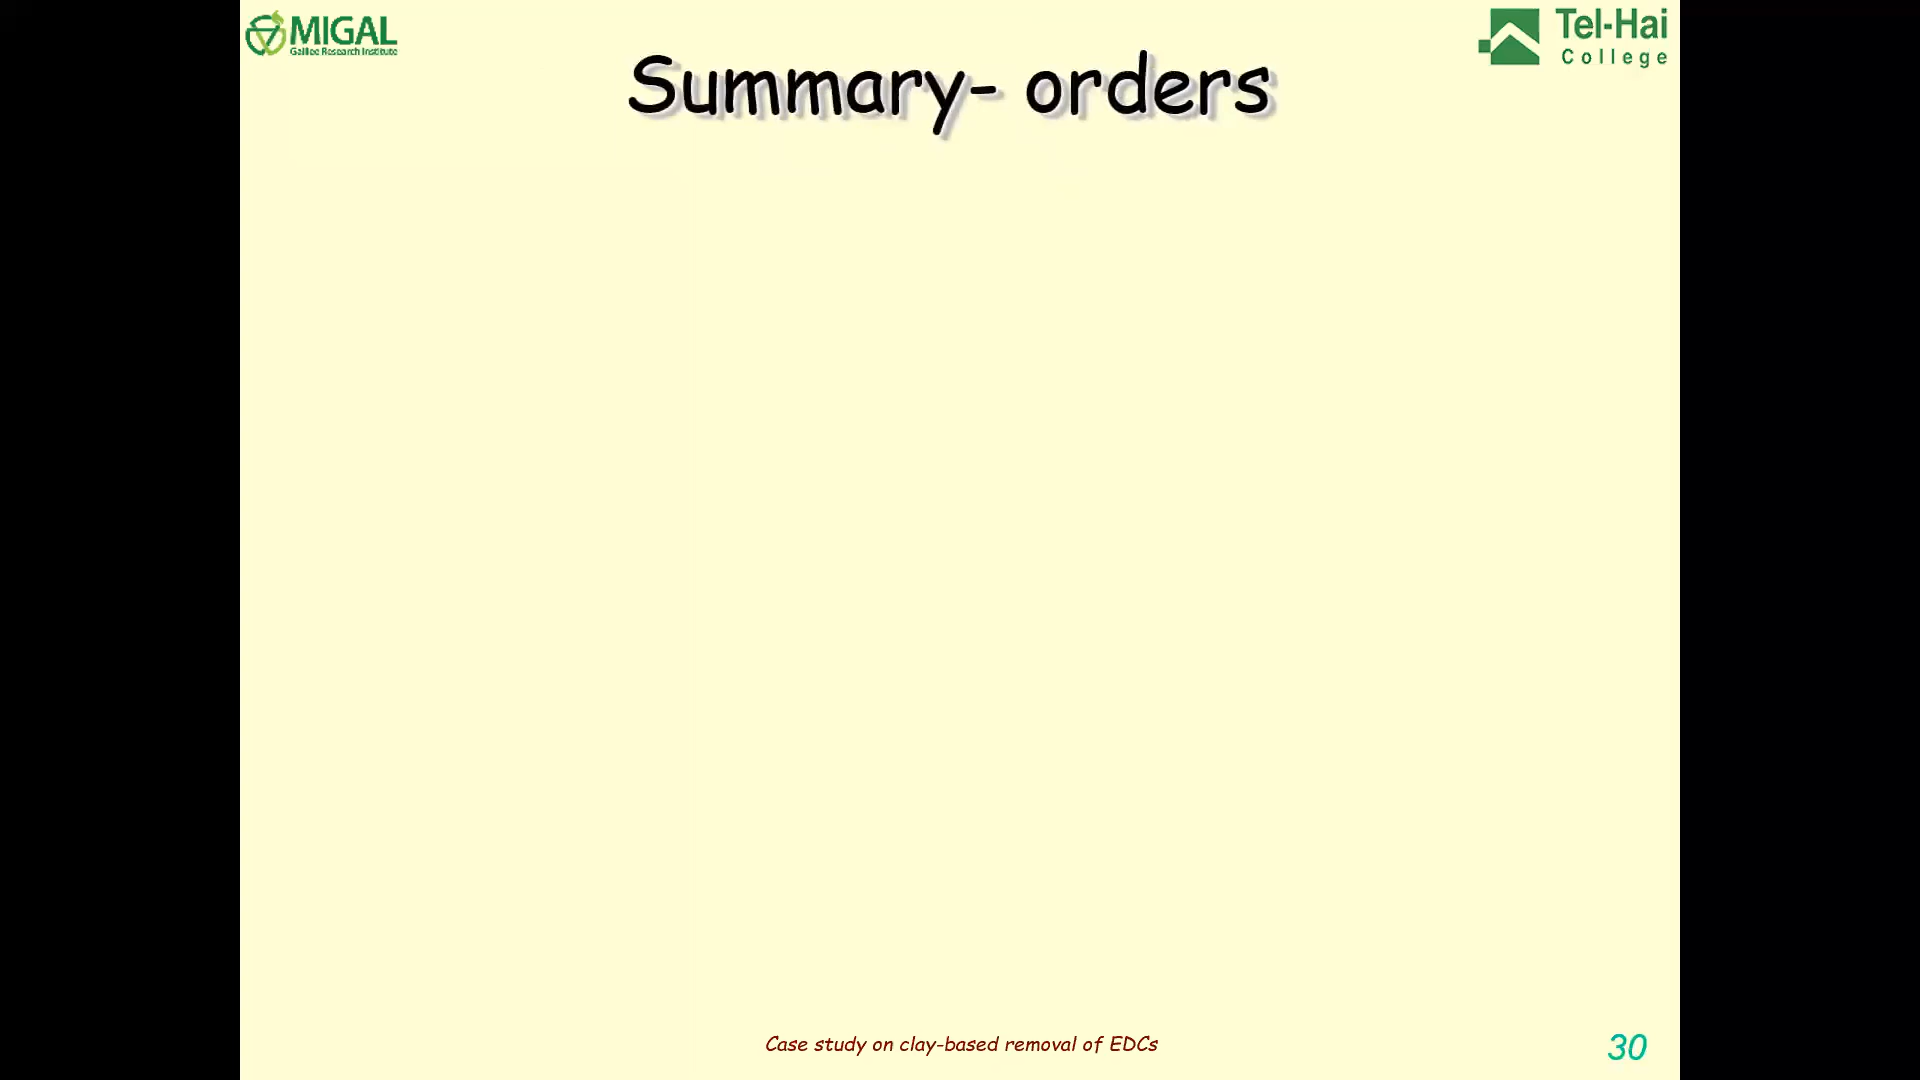 MIGAL
Galilee Research Institute
Tel-Hai
College
Summary- orders
Case study on clay-based removal of EDCs
30